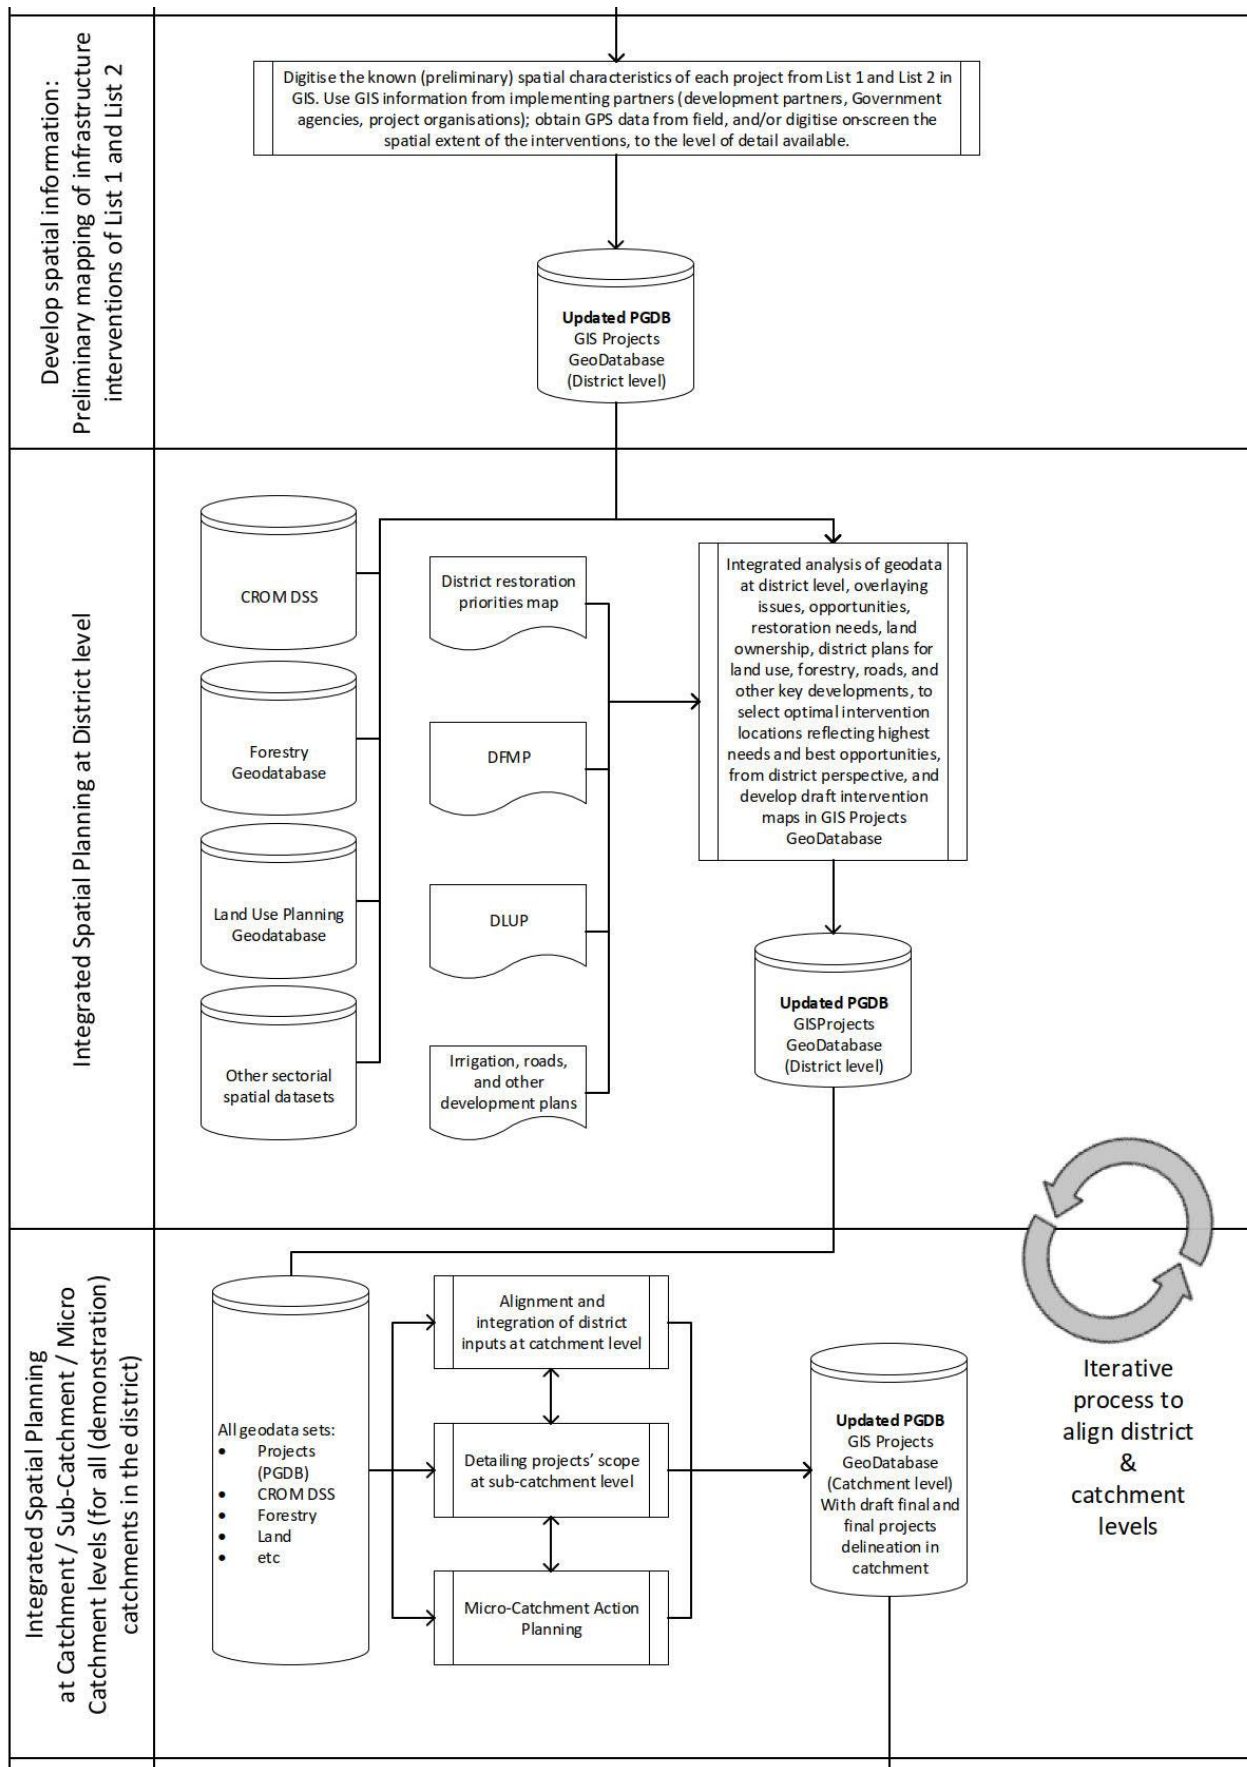 Develop spatial information:
Preliminary mapping of infrastructure
interventions of List 1 and List 2
Digitise the known (preliminary) spatial characteristics of each project from List 1 and List 2 in
GIS. Use GIS information from implementing partners (development partners, Government
agencies, project organisations); obtain GPS data from field, and/or digitise on-screen the
spatial extent of the interventions, to the level of detail available.
Updated PGDB
GIS Projects
GeoDatabase
(District level)
Integrated Spatial Planning at District level
CROM DSS
Forestry
Geodatabase
Land Use Planning
Geodatabase
Other sectorial
spatial datasets
District restoration
priorities map
DFMP
DLUP
Irrigation, roads,
and other
development plans
Integrated analysis of geodata
at district level, overlaying
issues, opportunities,
restoration needs, land
ownership, district plans for
land use, forestry, roads, and
other key developments, to
select optimal intervention
locations reflecting highest
needs and best opportunities,
from district perspective, and
develop draft intervention
maps in GIS Projects
GeoDatabase
Updated PGDB
GISProjects
GeoDatabase
(District level)
Integrated Spatial Planning
at Catchment / Sub-Catchment / Micro
Catchment levels (for all (demonstration)
catchments in the district)
All geodata sets:
• Projects
(PGDB)
• CROM DSS
• Forestry
• Land
• etc
Alignment and
integration of district
inputs at catchment level
Detailing projects' scope
at sub-catchment level
Micro-Catchment Action
Planning
Updated PGDB
GIS Projects
GeoDatabase
(Catchment level)
With draft final and
final projects
delineation in
catchment
Iterative
process to
align district
&
catchment
levels